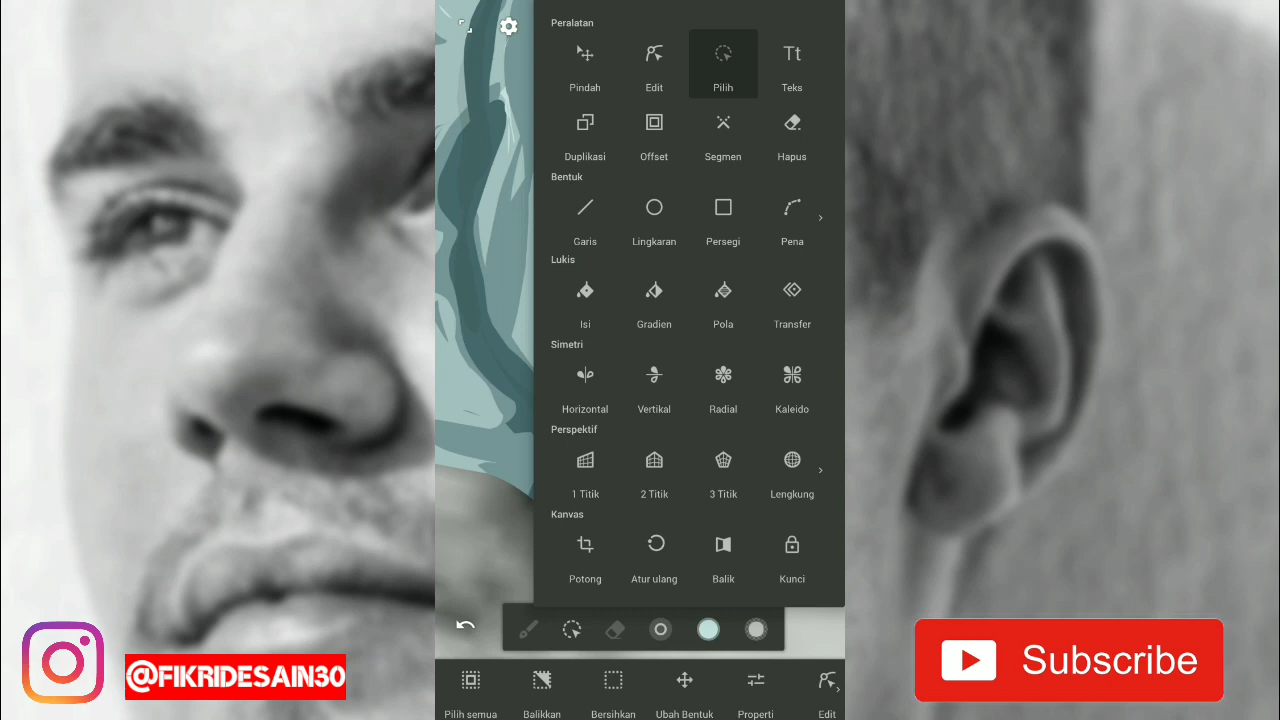 Peralatan
Pindah Edit Pilih Teks
Duplikasi Offset Segmen Hapus
Bentuk
Garis Lingkaran Persegi Pena
Lukis
Isi Gradien Pola Transfer
Simetri
Horizontal Vertikal Radial Kaleido
Perspektif
1 Titik 2 Titik 3 Titik Lengkung
Kanvas
Potong Atur ulang Balik Kunci
Pilih semua Balikkan Bersihkan Ubah Bentuk Properti Edit
@FIKRIDESAIN30
Subscribe